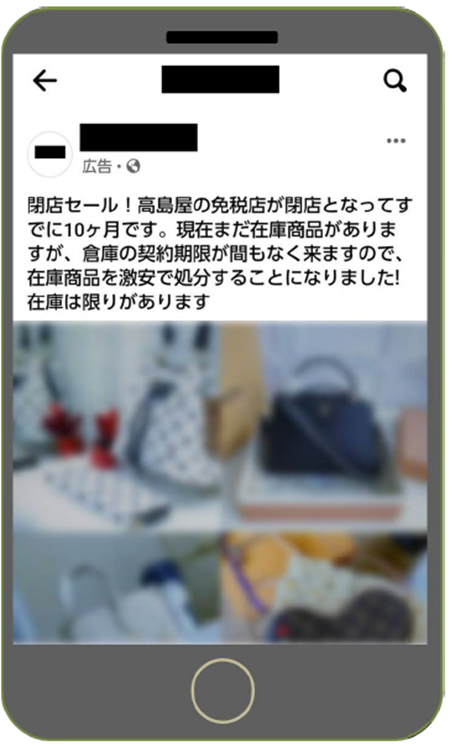 広告・
閉店セール！高島屋の免税店が閉店となってす
でに10ヶ月です。現在まだ在庫商品がありま
すが、倉庫の契約期限が間もなく来ますので、
在庫商品を激安で処分することになりました!
在庫は限りがあります